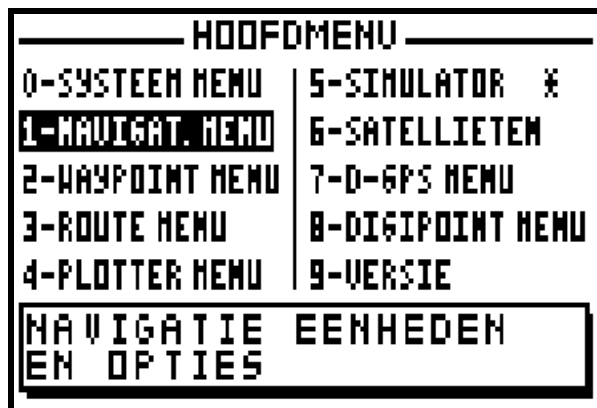 HOOFDMENU
0-SYSTEEM MENU
1-NAVIGAT. MENU
2-WAYPOINT MENU
3-ROUTE MENU
4-PLOTTER MENU
5-SIMULATOR *
6-SATELLIETEN
7-D-GPS MENU
8-DIGIPOINT MENU
9-VERSIE
NAVIGATIE EENHEDEN
EN OPTIES